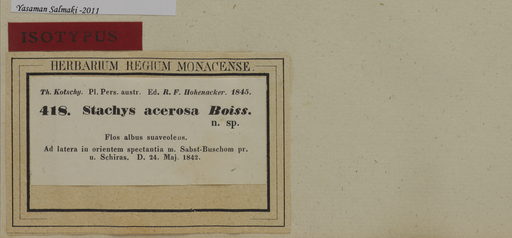 Yasaman Salmaki -2011
ISOTYPUS
HERBARIUM REGIUM MONACENSE.
Th. Kotschy. Pl. Pers. austr. Ed. R. F. Hohenacker. 1845.
418. Stachys acerosa Boiss.
n. sp.
Flos albus suaveolens.
Ad latera in orientem spectantia m. Sabst-Buschom pr.
u. Schiras, D. 24. Maj. 1842.